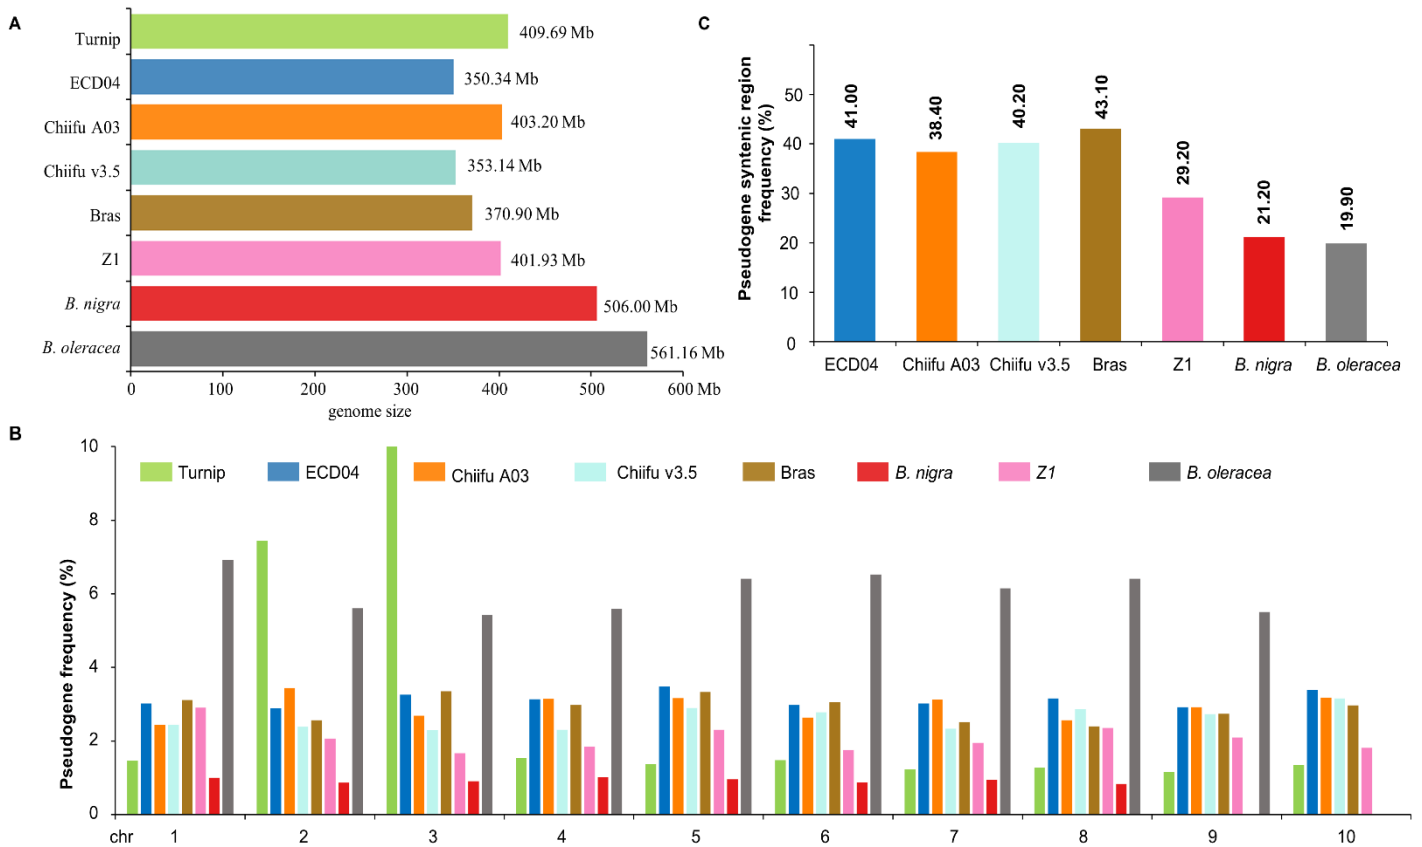 A
Turnip
409.69 Mb
ECD04
350.34 Mb
Chiifu A03
403.20 Mb
Chiifu v3.5
353.14 Mb
Bras
370.90 Mb
Z1
401.93 Mb
B. nigra
506.00 Mb
B. oleracea
561.16 Mb
0 100 200 300 400 500 600 Mb
genome size
C
Pseudogene syntenic region
frequency (%)
50
40
30
20
10
0
41.00
38.40
40.20
43.10
29.20
21.20
19.90
ECD04 Chiifu A03 Chiifu v3.5 Bras Z1 B. nigra B. oleracea
B
Pseudogene frequency (%)
10
8
6
4
2
0
Turnip ECD04 Chiifu A03 Chiifu v3.5 Bras B. nigra Z1 B. oleracea
chr 1 2 3 4 5 6 7 8 9 10